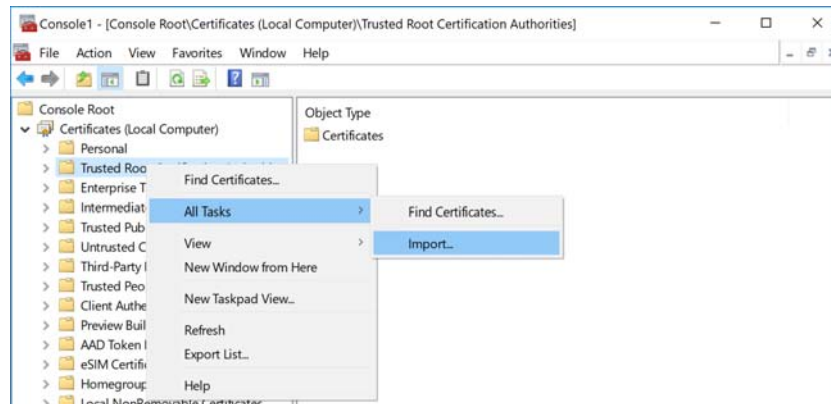 Console1 - [Console Root\Certificates (Local Computer)\Trusted Root Certification Authorities]
File Action View Favorites Window Help
Console Root
Certificates (Local Computer)
Personal
Trusted Roo
Enterprise T
Intermediat
Trusted Pub
Untrusted C
Third-Party
Trusted Peo
Client Authe
Preview Buil
AAD Token
eSIM Certifi
Homegroup
Local NonRemovable Certificates
Object Type
Certificates
Find Certificates...
All Tasks
View
New Window from Here
New Taskpad View...
Refresh
Export List...
Help
Find Certificates...
Import...